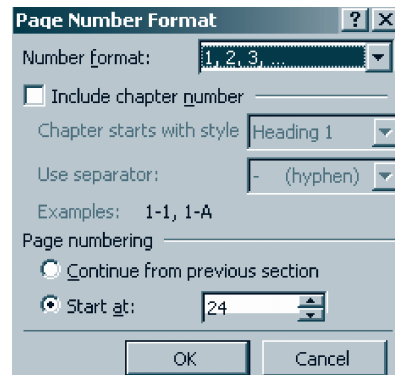 Page Number Format
Number format: 1, 2, 3, ...
Include chapter number
Chapter starts with style Heading 1
Use separator: - (hyphen)
Examples: 1-1, 1-A
Page numbering
Continue from previous section
Start at: 24
OK Cancel